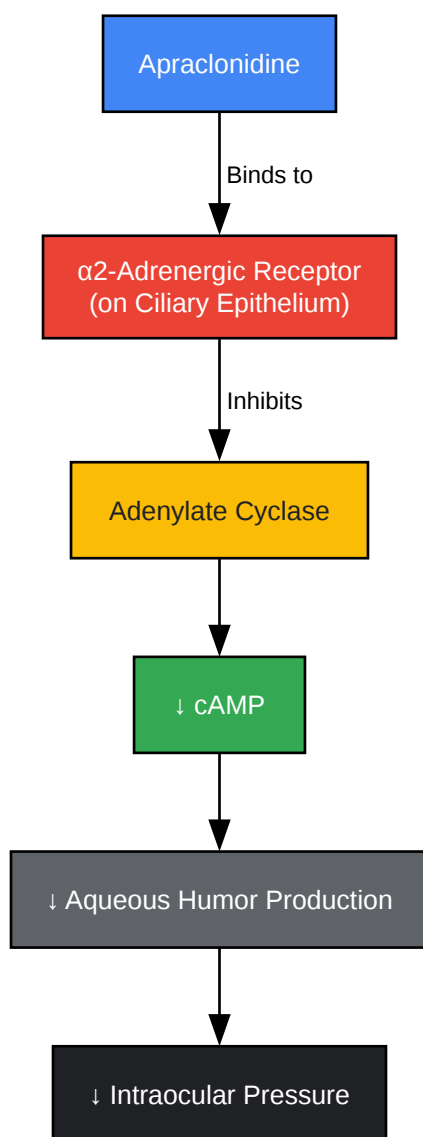 Apraclonidine
Binds to
α2-Adrenergic Receptor
(on Ciliary Epithelium)
Inhibits
Adenylate Cyclase
↓ cAMP
↓ Aqueous Humor Production
↓ Intraocular Pressure